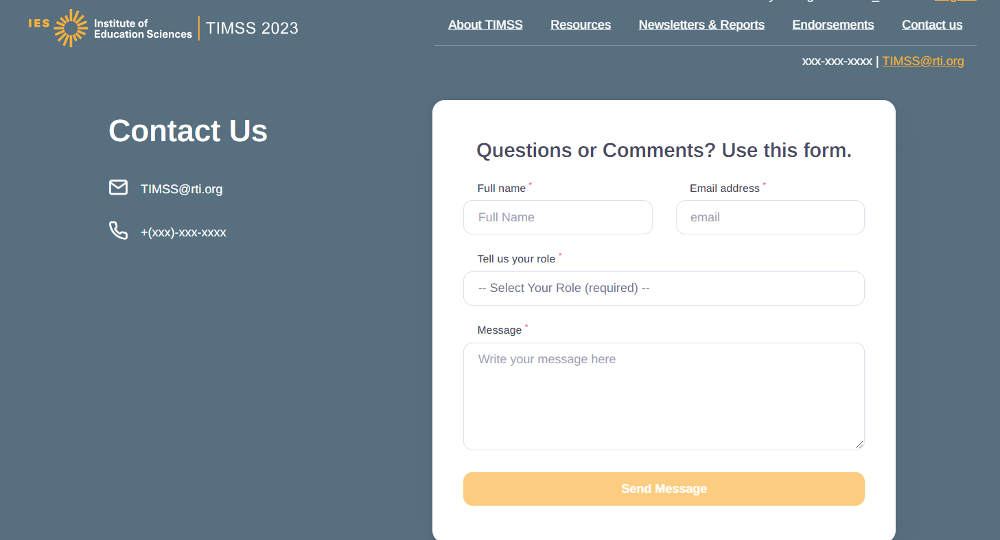 IES Institute of Education Sciences TIMSS 2023
About TIMSS Resources Newsletters & Reports Endorsements Contact us
xxx-xxx-xxxx | TIMSS@rti.org
Contact Us
TIMSS@rti.org
+(xxx)-xxx-xxxx
Questions or Comments? Use this form.
Full name * Email address *
Full Name email
Tell us your role *
-- Select Your Role (required) --
Message *
Write your message here
Send Message